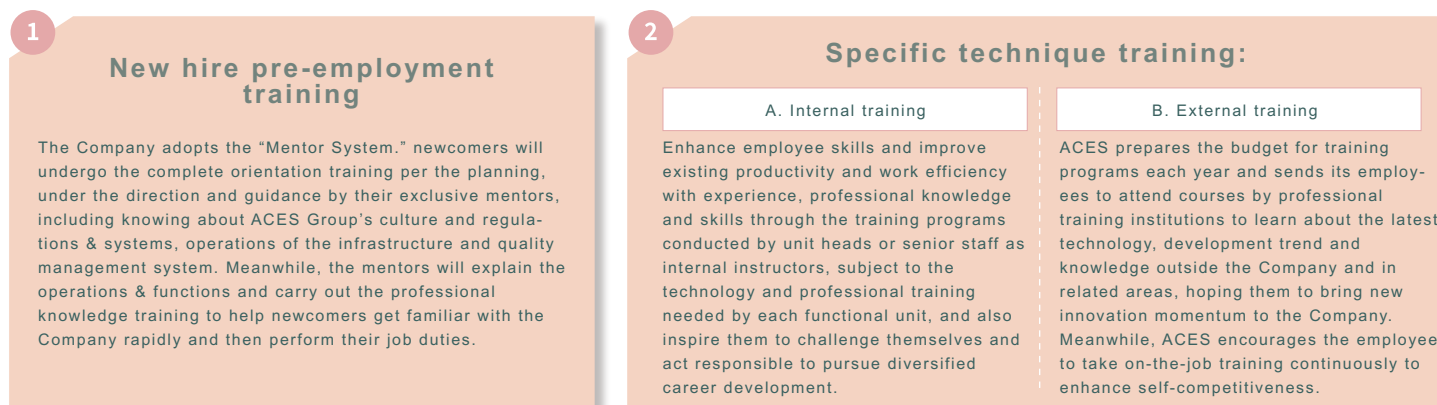 1
New hire pre-employment
training
The Company adopts the “Mentor System.” newcomers will
undergo the complete orientation training per the planning,
under the direction and guidance by their exclusive mentors,
including knowing about ACES Group’s culture and regula-
tions & systems, operations of the infrastructure and quality
management system. Meanwhile, the mentors will explain the
operations & functions and carry out the professional
knowledge training to help newcomers get familiar with the
Company rapidly and then perform their job duties.
2
Specific technique training:
A. Internal training
Enhance employee skills and improve
existing productivity and work efficiency
with experience, professional knowledge
and skills through the training programs
conducted by unit heads or senior staff as
internal instructors, subject to the
technology and professional training
needed by each functional unit, and also
inspire them to challenge themselves and
act responsible to pursue diversified
career development.
B. External training
ACES prepares the budget for training
programs each year and sends its employ-
ees to attend courses by professional
training institutions to learn about the latest
technology, development trend and
knowledge outside the Company and in
related areas, hoping them to bring new
innovation momentum to the Company.
Meanwhile, ACES encourages the employee
to take on-the-job training continuously to
enhance self-competitiveness.